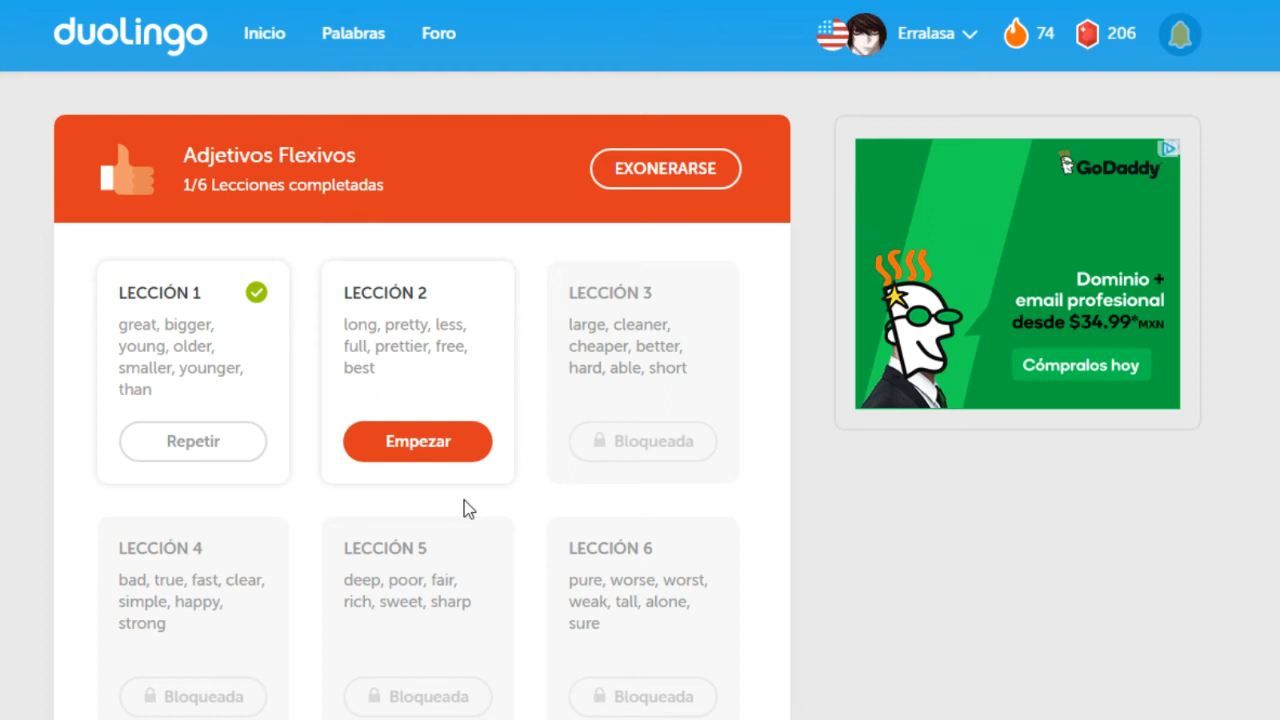 duolingo
Inicio
Palabras
Foro
Erralasa
74
206
Adjetivos Flexivos
1/6 Lecciones completadas
EXONERARSE
LECCIÓN 1
great, bigger,
young, older,
smaller, younger,
than
Repetir
LECCIÓN 2
long, pretty, less,
full, prettier, free,
best
Empezar
LECCIÓN 3
large, cleaner,
cheaper, better,
hard, able, short
Bloqueada
LECCIÓN 4
bad, true, fast, clear,
simple, happy,
strong
Bloqueada
LECCIÓN 5
deep, poor, fair,
rich, sweet, sharp
Bloqueada
LECCIÓN 6
pure, worse, worst,
weak, tall, alone,
sure
Bloqueada
GoDaddy
Dominio +
email profesional
desde $34.99*MXN
Cómpralos hoy